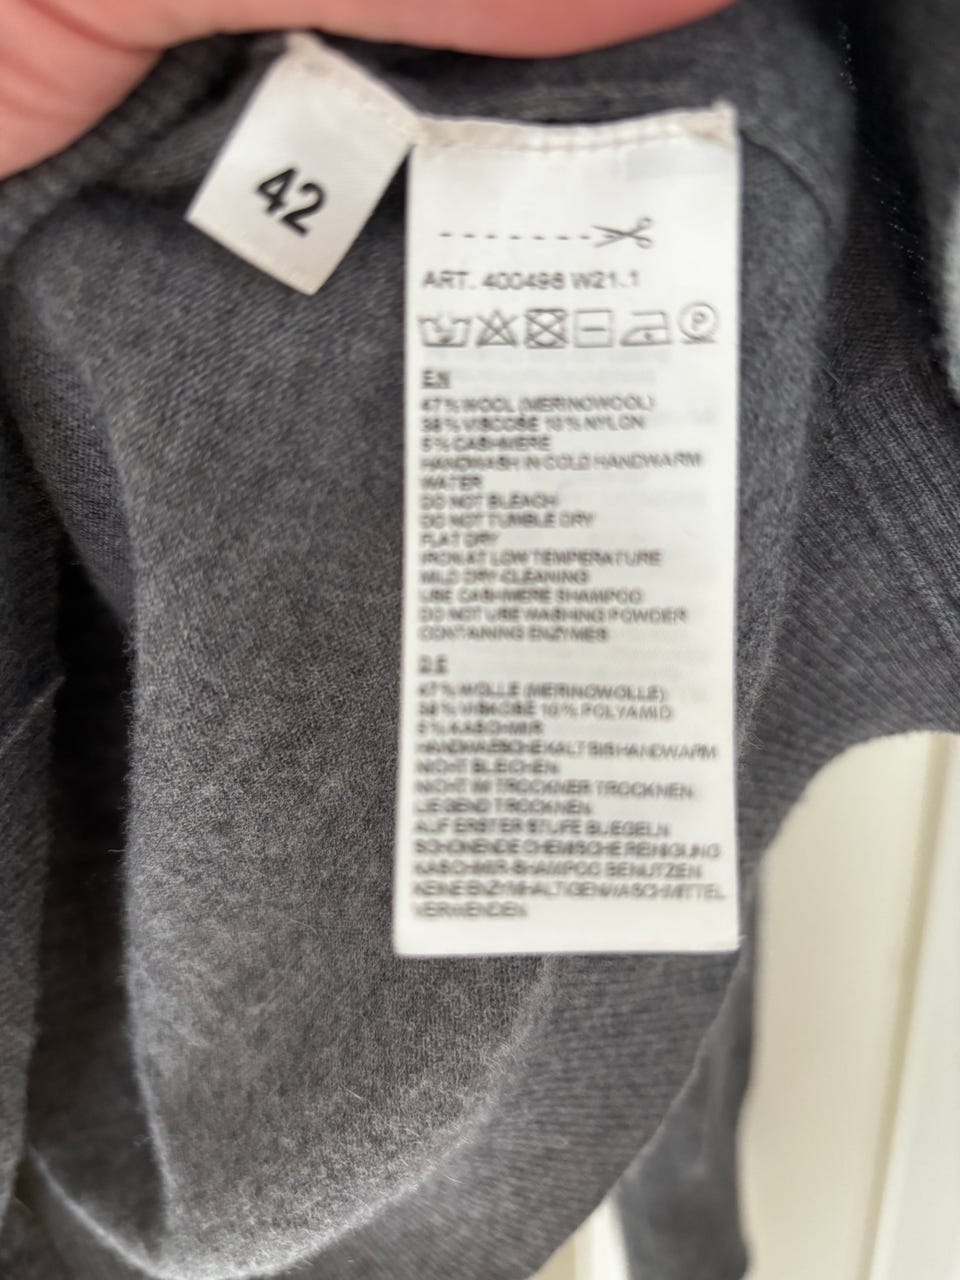 42
ART. 400498 W21.1
P
EN
47% WOOL (MERINOWOOL)
38% VISCOSE 10% NYLON
5% CASHMERE
HANDWASH IN COLD HANDWARM
WATER
DO NOT BLEACH
DO NOT TUMBLE DRY
FLAT DRY
IRON AT LOW TEMPERATURE
MILD DRY-CLEANING
USE CASHMERE SHAMPOO
DO NOT USE WASHING POWDER
CONTAINING ENZYMES
DE
47% WOLLE (MERINOWOLLE)
38% VISKOSE 10% POLYAMID
5% KASCHMIR
HANDWAESCHE KALT BIS HANDWARM
NICHT BLEICHEN
NICHT IM TROCKNER TROCKNEN
LIEGEND TROCKNEN
AUF ERSTER STUFE BUEGELN
SCHONENDE CHEMISCHE REINIGUNG
KASCHMIR-SHAMPOO BENUTZEN
KEINE ENZYMHALTIGEN WASCHMITTEL
VERWENDEN